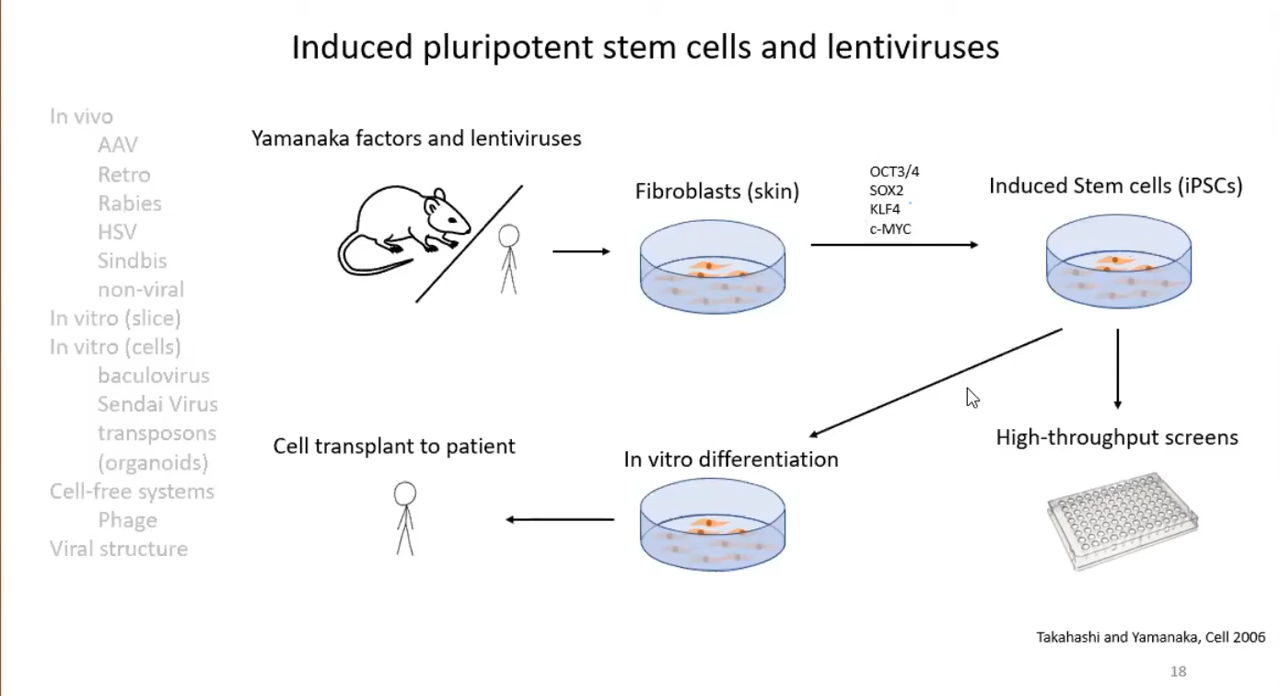 Induced pluripotent stem cells and lentiviruses
In vivo
AAV
Retro
Rabies
HSV
Sindbis
non-viral
In vitro (slice)
In vitro (cells)
baculovirus
Sendai Virus
transposons
(organoids)
Cell-free systems
Phage
Viral structure
Yamanaka factors and lentiviruses
Fibroblasts (skin)
OCT3/4
SOX2
KLF4
c-MYC
Induced Stem cells (iPSCs)
High-throughput screens
In vitro differentiation
Cell transplant to patient
Takahashi and Yamanaka, Cell 2006
18